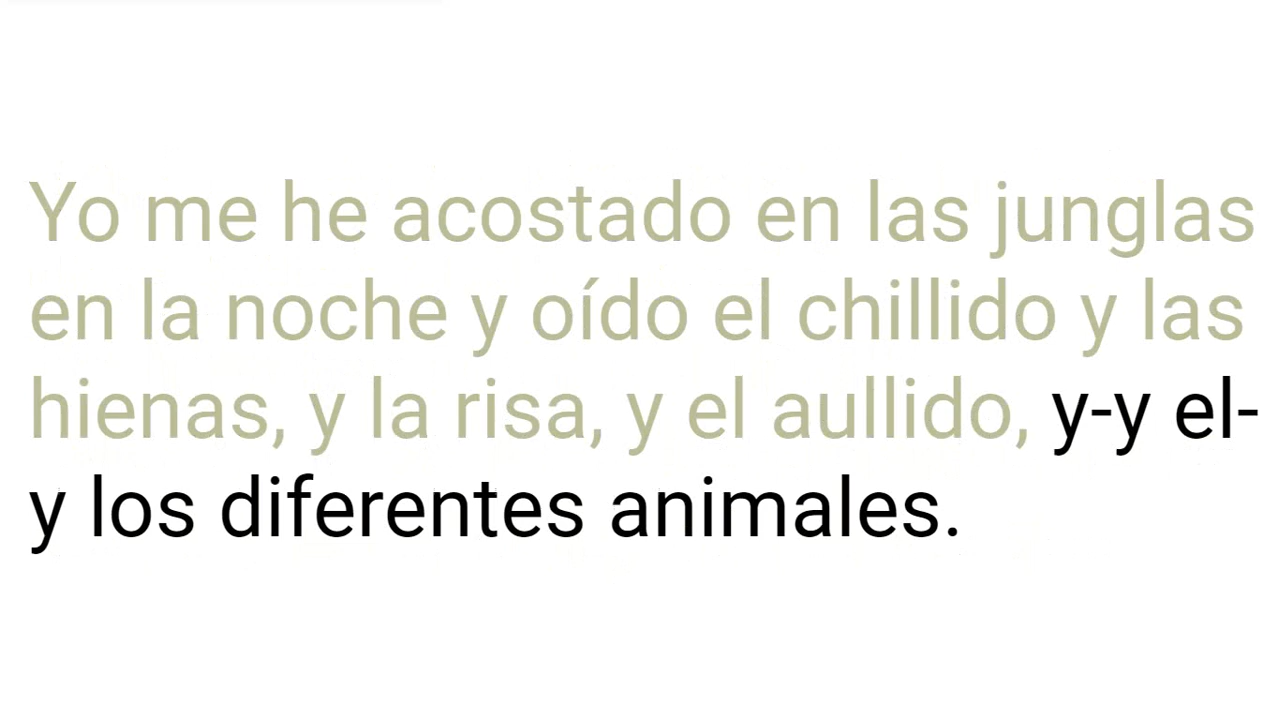 Yo me he acostado en las junglas
en la noche y oído el chillido y las
hienas, y la risa, y el aullido, y-y el-
y los diferentes animales.